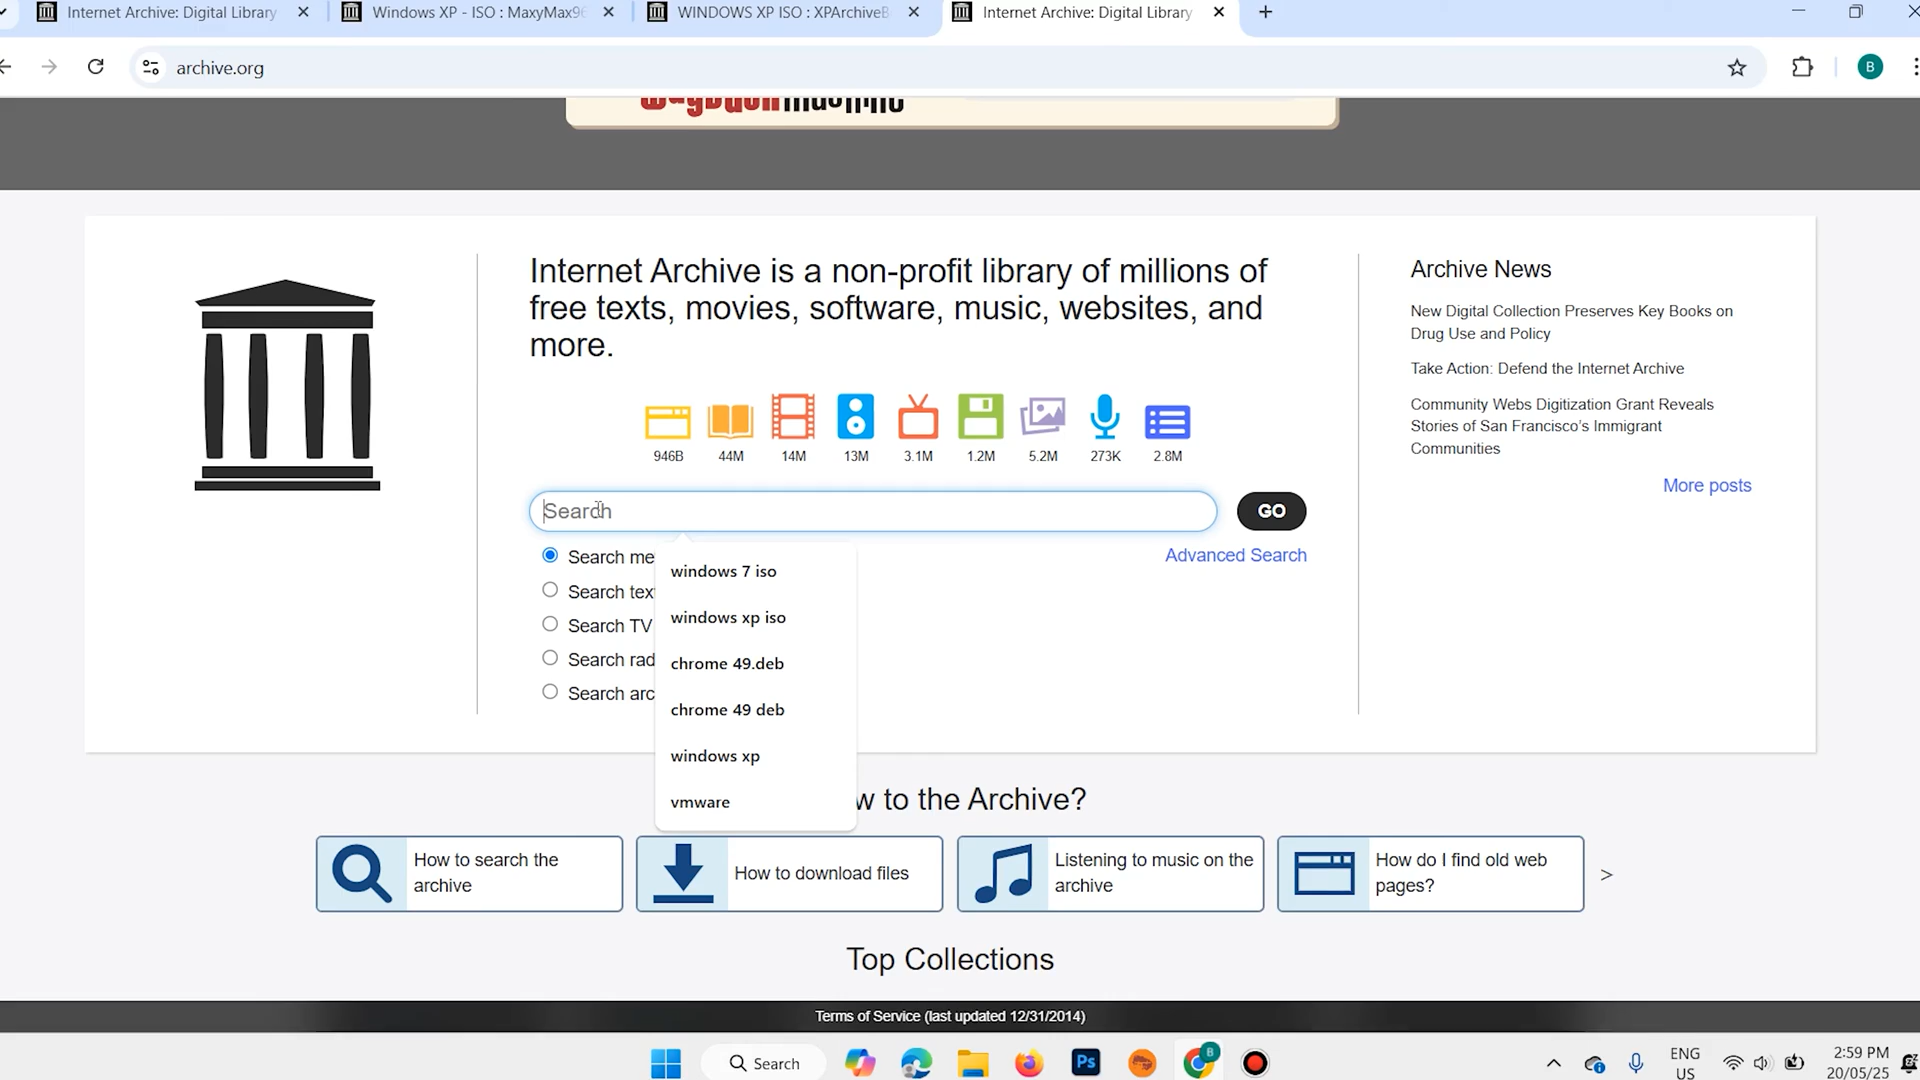 Internet Archive: Digital Library
Windows XP - ISO : MaxyMax96
WINDOWS XP ISO : XPArchiveB
Internet Archive: Digital Library
archive.org
B
Internet Archive is a non-profit library of millions of
free texts, movies, software, music, websites, and
more.
946B
44M
14M
13M
3.1M
1.2M
5.2M
273K
2.8M
Search
GO
Advanced Search
Search me
Search tex
Search TV
Search rad
Search arc
windows 7 iso
windows xp iso
chrome 49.deb
chrome 49 deb
windows xp
vmware
Archive News
New Digital Collection Preserves Key Books on
Drug Use and Policy
Take Action: Defend the Internet Archive
Community Webs Digitization Grant Reveals
Stories of San Francisco's Immigrant
Communities
More posts
w to the Archive?
How to search the
archive
How to download files
Listening to music on the
archive
How do I find old web
pages?
>
Top Collections
Terms of Service (last updated 12/31/2014)
Search
Ps
B
ENG
US
2:59 PM
20/05/25